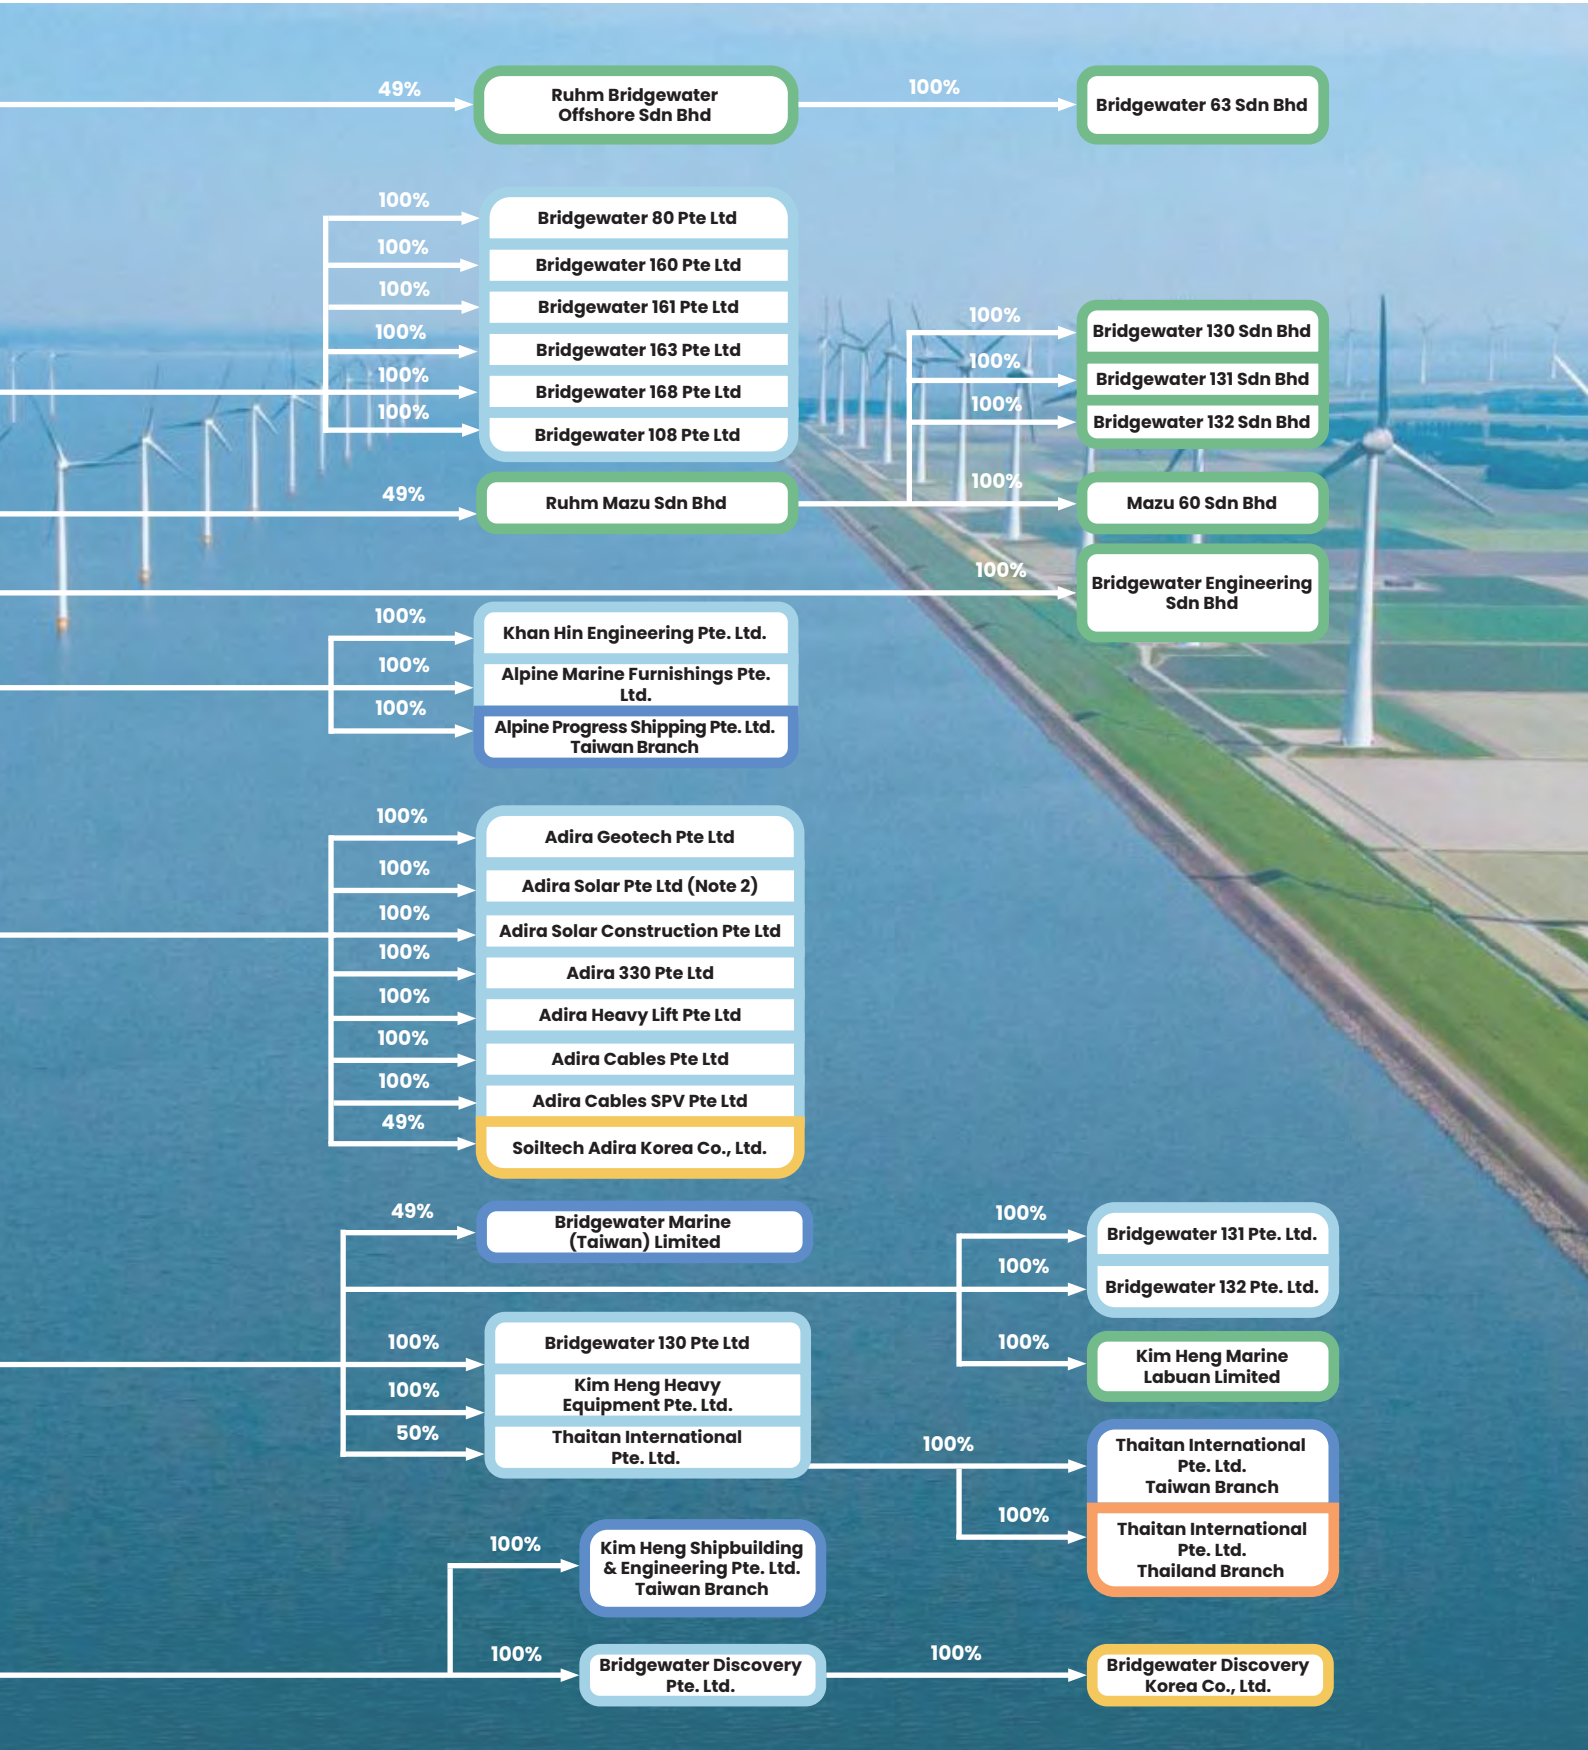 49%
Ruhm Bridgewater
Offshore Sdn Bhd
100%
Bridgewater 63 Sdn Bhd
100%
Bridgewater 80 Pte Ltd
100%
Bridgewater 160 Pte Ltd
100%
Bridgewater 161 Pte Ltd
100%
Bridgewater 163 Pte Ltd
100%
Bridgewater 168 Pte Ltd
100%
Bridgewater 108 Pte Ltd
100%
Bridgewater 130 Sdn Bhd
100%
Bridgewater 131 Sdn Bhd
100%
Bridgewater 132 Sdn Bhd
49%
Ruhm Mazu Sdn Bhd
100%
Mazu 60 Sdn Bhd
100%
Bridgewater Engineering
Sdn Bhd
100%
Khan Hin Engineering Pte. Ltd.
100%
Alpine Marine Furnishings Pte.
Ltd.
100%
Alpine Progress Shipping Pte. Ltd.
Taiwan Branch
100%
Adira Geotech Pte Ltd
100%
Adira Solar Pte Ltd (Note 2)
100%
Adira Solar Construction Pte Ltd
100%
Adira 330 Pte Ltd
100%
Adira Heavy Lift Pte Ltd
100%
Adira Cables Pte Ltd
100%
Adira Cables SPV Pte Ltd
49%
Soiltech Adira Korea Co., Ltd.
49%
Bridgewater Marine
(Taiwan) Limited
100%
Bridgewater 131 Pte. Ltd.
100%
Bridgewater 132 Pte. Ltd.
100%
Kim Heng Marine
Labuan Limited
100%
Bridgewater 130 Pte Ltd
100%
Kim Heng Heavy
Equipment Pte. Ltd.
50%
Thaitan International
Pte. Ltd.
100%
Thaitan International
Pte. Ltd.
Taiwan Branch
100%
Thaitan International
Pte. Ltd.
Thailand Branch
100%
Kim Heng Shipbuilding
& Engineering Pte. Ltd.
Taiwan Branch
100%
Bridgewater Discovery
Pte. Ltd.
100%
Bridgewater Discovery
Korea Co., Ltd.